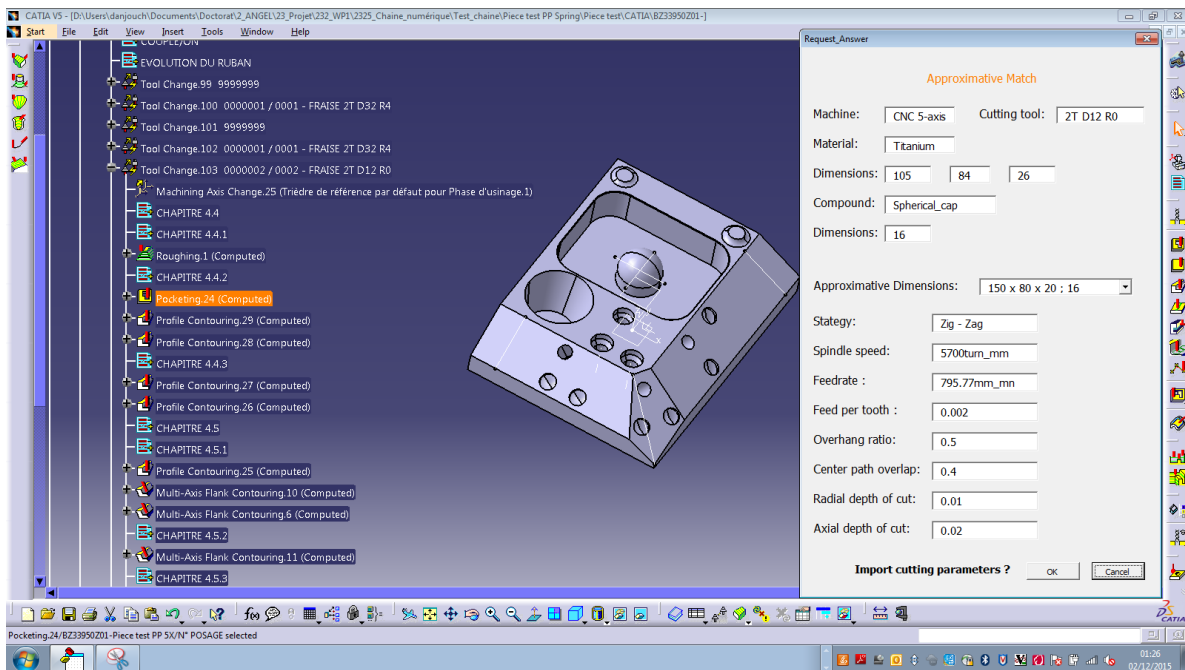 CATIA V5 - [D:\Users\danjouch\Documents\Doctorat\2_ANGEL\23_Projet\232_WP1\2325_Chaine_numérique\Test_chaine\Piece test PP Spring\Piece test\CATIA\BZ33950Z01-]
Start File Edit View Insert Tools Window Help
COUPLE/ON
EVOLUTION DU RUBAN
Tool Change.99 9999999
Tool Change.100 0000001 / 0001 - FRAISE 2T D32 R4
Tool Change.101 9999999
Tool Change.102 0000001 / 0001 - FRAISE 2T D32 R4
Tool Change.103 0000002 / 0002 - FRAISE 2T D12 R0
Machining Axis Change.25 (Trièdre de référence par défaut pour Phase d'usinage.1)
CHAPITRE 4.4
CHAPITRE 4.4.1
Roughing.1 (Computed)
CHAPITRE 4.4.2
Pocketing.24 (Computed)
Profile Contouring.29 (Computed)
Profile Contouring.28 (Computed)
CHAPITRE 4.4.3
Profile Contouring.27 (Computed)
Profile Contouring.26 (Computed)
CHAPITRE 4.5
CHAPITRE 4.5.1
Profile Contouring.25 (Computed)
Multi-Axis Flank Contouring.10 (Computed)
Multi-Axis Flank Contouring.6 (Computed)
CHAPITRE 4.5.2
Multi-Axis Flank Contouring.11 (Computed)
CHAPITRE 4.5.3
Request_Answer
Approximative Match
Machine: CNC 5-axis Cutting tool: 2T D12 R0
Material: Titanium
Dimensions: 105 84 26
Compound: Spherical_cap
Dimensions: 16
Approximative Dimensions: 150 x 80 x 20 ; 16
Stategy: Zig - Zag
Spindle speed: 5700turn_mm
Feedrate : 795.77mm_mn
Feed per tooth : 0.002
Overhang ratio: 0.5
Center path overlap: 0.4
Radial depth of cut: 0.01
Axial depth of cut: 0.02
Import cutting parameters ? OK Cancel
CATIA
Pocketing.24/BZ33950Z01-Piece test PP 5X/N° POSAGE selected
01:26
02/12/2015